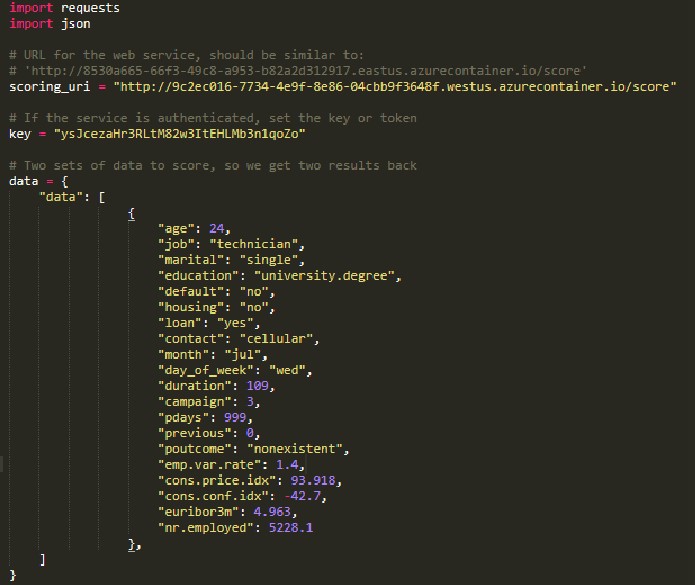 import requests
import json
# URL for the web service, should be similar to:
# 'http://8530a665-66f3-49c8-a953-b82a2d312917.eastus.azurecontainer.io/score'
scoring_uri = "http://9c2ec016-7734-4e9f-8e86-04cbb9f3648f.westus.azurecontainer.io/score"
# If the service is authenticated, set the key or token
key = "ysJcezaHr3RLtM82w3ItEHLMb3n1qoZo"
# Two sets of data to score, so we get two results back
data = {
    "data": [
                {
                    "age": 24,
                    "job": "technician",
                    "marital": "single",
                    "education": "university.degree",
                    "default": "no",
                    "housing": "no",
                    "loan": "yes",
                    "contact": "cellular",
                    "month": "jul",
                    "day_of_week": "wed",
                    "duration": 109,
                    "campaign": 3,
                    "pdays": 999,
                    "previous": 0,
                    "poutcome": "nonexistent",
                    "emp.var.rate": 1.4,
                    "cons.price.idx": 93.918,
                    "cons.conf.idx": -42.7,
                    "euribor3m": 4.963,
                    "nr.employed": 5228.1
                },
    ]
}